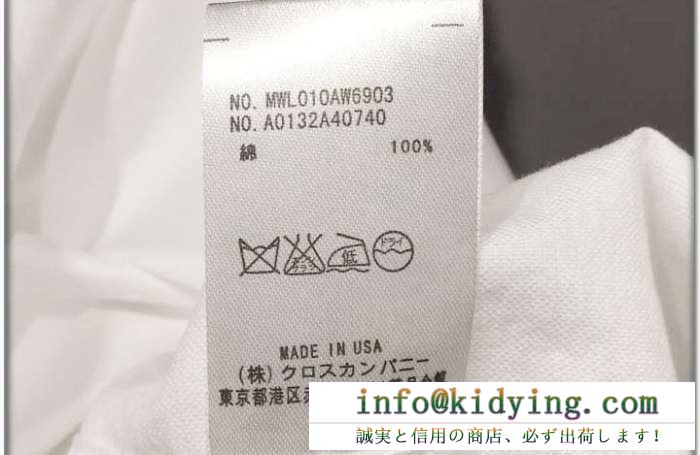 NO. MWL010AW6903
NO. A0132A40740
綿 100%
低 ドライ
MADE IN USA
(株)クロスカンパニー
東京都港区赤
info@kidying.com
誠実と信用の商店、必ず出荷します!